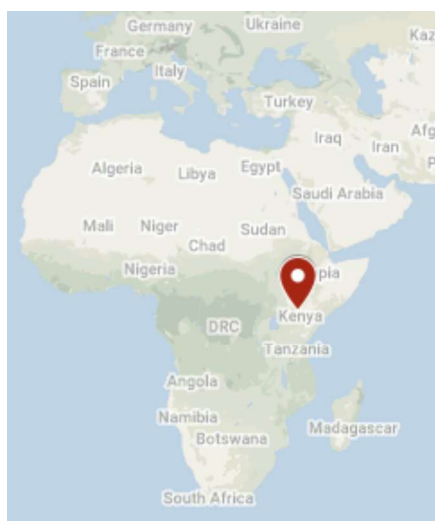 Germany
Ukraine
Kaz
France
Italy
Spain
Turkey
Iraq
Iran
Afg
P
Algeria
Libya
Egypt
Saudi Arabia
Mali
Niger
Chad
Sudan
Nigeria
pia
Kenya
DRC
Tanzania
Angola
Namibia
Botswana
Madagascar
South Africa